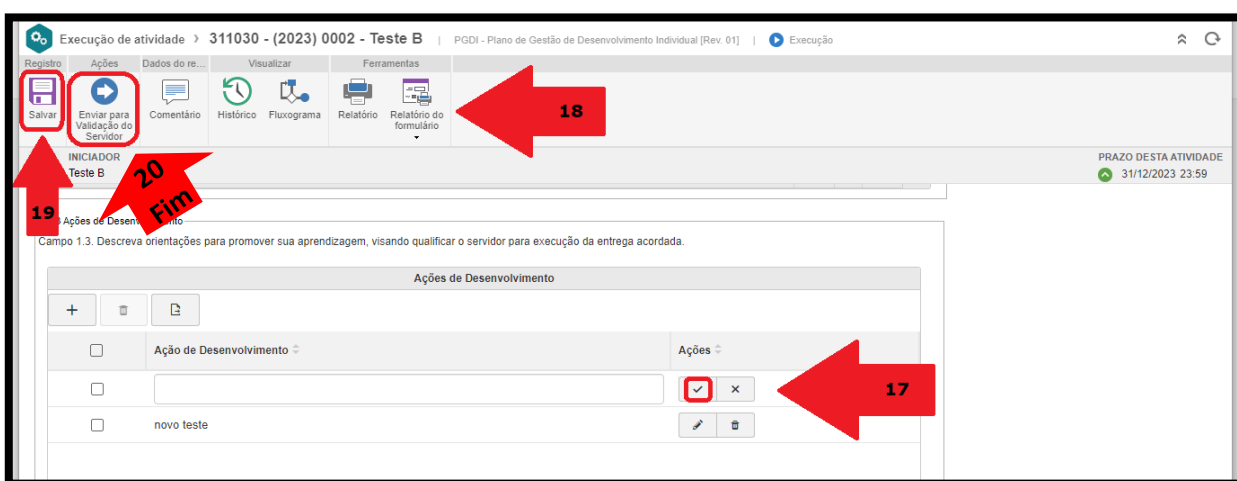 Execução de atividade > 311030 - (2023) 0002 - Teste B | PGDI - Plano de Gestão de Desenvolvimento Individual [Rev. 01] | Execução
Registro Ações Dados do re... Visualizar Ferramentas
Salvar
Enviar para
Validação do
Servidor
Comentário
Histórico
Fluxograma
Relatório
Relatório do
formulário
18
INICIADOR
Teste B
PRAZO DESTA ATIVIDADE
31/12/2023 23:59
19
20
Fim
Ações de Desenvolvimento
Campo 1.3. Descreva orientações para promover sua aprendizagem, visando qualificar o servidor para execução da entrega acordada.
Ações de Desenvolvimento
Ação de Desenvolvimento
Ações
17
novo teste